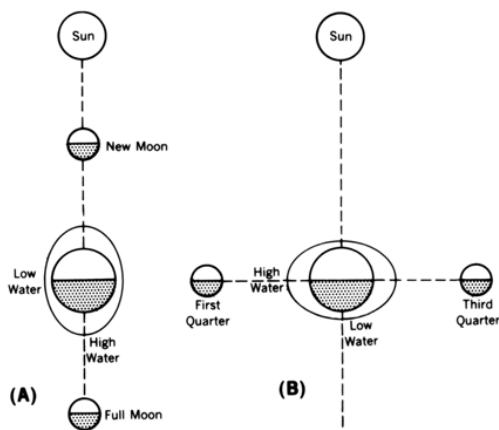 Sun
New Moon
Low
Water
High
Water
(A)
Full Moon
Sun
High
Water
First
Quarter
Third
Quarter
Low
Water
(B)